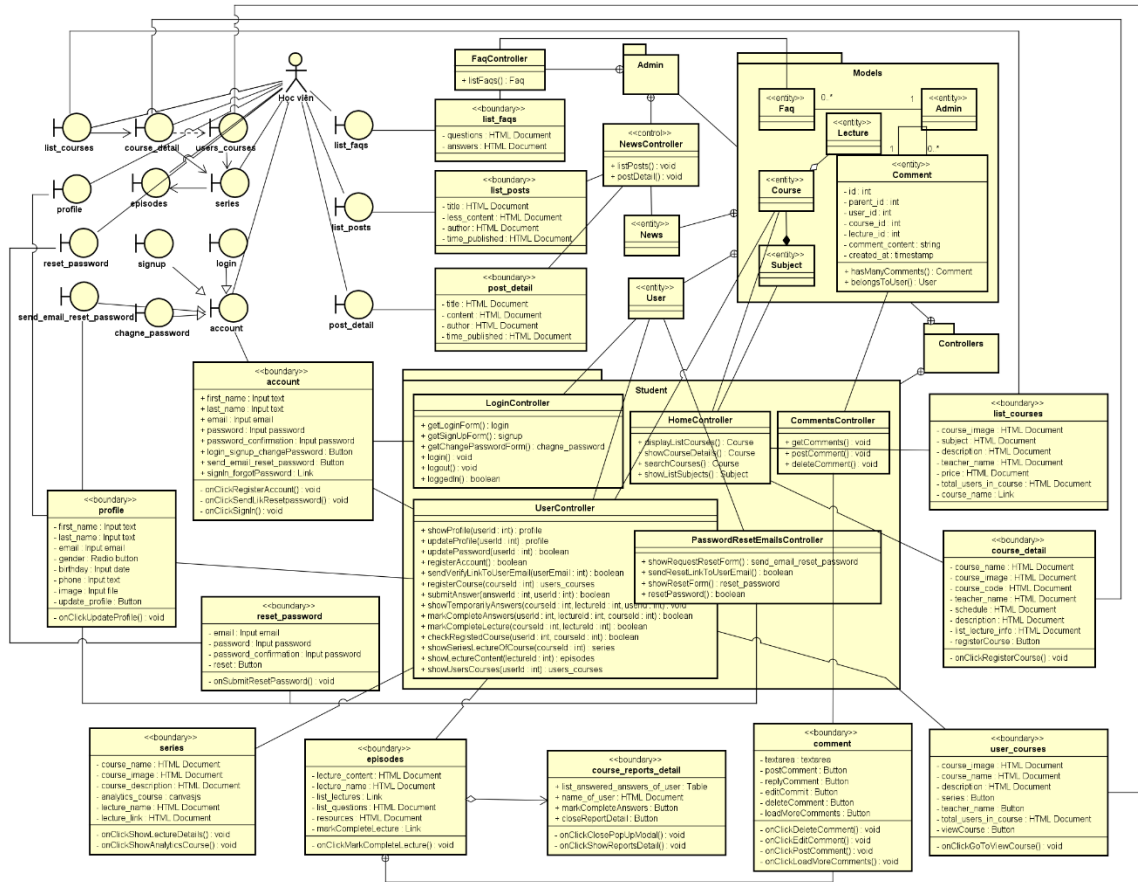 Học viên
list_courses
course_detail
users_courses
list_faqs
profile
episodes
series
list_posts
reset_password
signup
login
send_email_reset_password
chagne_password
account
post_detail
FaqController
+ listFaqs() : Faq
<<boundary>>
list_faqs
- questions : HTML Document
- answers : HTML Document
Admin
<<control>>
NewsController
+ listPosts() : void
+ postDetail() : void
<<boundary>>
list_posts
- title : HTML Document
- less_content : HTML Document
- author : HTML Document
- time_published : HTML Document
<<entity>>
News
<<boundary>>
post_detail
- title : HTML Document
- content : HTML Document
- author : HTML Document
- time_published : HTML Document
<<entity>>
User
Models
<<entity>>
Faq
0..*
1
<<entity>>
Admin
<<entity>>
Lecture
1
0..*
<<entity>>
Course
<<entity>>
Subject
<<entity>>
Comment
- id : int
- parent_id : int
- user_id : int
- course_id : int
- lecture_id : int
- comment_content : string
- created_at : timestamp
+ hasManyComments() : Comment
+ belongsToUser() : User
Controllers
<<boundary>>
account
+ first_name : Input text
+ last_name : Input text
+ email : Input email
+ password : Input password
+ password_confirmation : Input password
+ login_signup_changePassword : Button
+ send_email_reset_password : Button
+ signIn_forgotPassword : Link
- onClickRegisterAccount() : void
- onClickSendLikResetpassword() : void
- onClickSignIn() : void
Student
LoginController
+ getLoginForm() : login
+ getSignUpForm() : signup
+ getChangePasswordForm() : chagne_password
+ login() : void
+ logout() : void
+ loggedIn() : boolean
HomeController
+ displayListCourses() : Course
+ showCourseDetails() : Course
+ searchCourses() : Course
+ showListSubjects() : Subject
CommentsController
+ getComments() : void
+ postComment() : void
+ deleteComment() : void
<<boundary>>
list_courses
- course_image : HTML Document
- subject : HTML Document
- description : HTML Document
- teacher_name : HTML Document
- price : HTML Document
- total_users_in_course : HTML Document
- course_name : Link
<<boundary>>
profile
- first_name : Input text
- last_name : Input text
- email : Input email
- gender : Radio button
- birthday : Input date
- phone : Input text
- image : Input file
- update_profile : Button
- onClickUpdateProfile() : void
UserController
+ showProfile(userId : int) : profile
+ updateProfile(userId : int) : profile
+ updatePassword(userId : int) : boolean
+ registerAccount() : boolean
+ sendVerifyLinkToUserEmail(userEmail : int) : boolean
+ registerCourse(courseId : int) : users_courses
+ submitAnswer(answerId : int, userId : int) : boolean
+ showTemporarilyAnswers(courseId : int, lectureId : int, userId : int) : void
+ markCompleteAnswers(userId : int, lectureId : int, courseId : int) : boolean
+ markCompleteLecture(courseId : int, lectureId : int) : boolean
+ checkRegistedCourse(userId : int, courseId : int) : boolean
+ showSeriesLectureOfCourse(courseId : int) : series
+ showLectureContent(lectureId : int) : episodes
+ showUsersCourses(userId : int) : users_courses
PasswordResetEmailsController
+ showRequestResetForm() : send_email_reset_password
+ sendResetLinkToUserEmail() : boolean
+ showResetForm() : reset_password
+ resetPassword() : boolean
<<boundary>>
course_detail
- course_name : HTML Document
- course_image : HTML Document
- course_code : HTML Document
- teacher_name : HTML Document
- schedule : HTML Document
- description : HTML Document
- list_lecture_info : HTML Document
- registerCourse : Button
- onClickRegisterCourse() : void
<<boundary>>
reset_password
- email : Input email
- password : Input password
- password_confirmation : Input password
- reset : Button
- onSubmitResetPassword() : void
<<boundary>>
series
- course_name : HTML Document
- course_image : HTML Document
- course_description : HTML Document
- analytics_course : canvasjs
- lecture_name : HTML Document
- lecture_link : HTML Document
- onClickShowLectureDetails() : void
- onClickShowAnalyticsCourse() : void
<<boundary>>
episodes
- lecture_content : HTML Document
- lecture_name : HTML Document
- list_lectures : Link
- list_questions : HTML Document
- resources : HTML Document
- markCompleteLecture : Link
- onClickMarkCompleteLecture() : void
<<boundary>>
course_reports_detail
+ list_answered_answers_of_user : Table
+ name_of_user : HTML Document
+ markCompleteAnswers : Button
+ closeReportDetail : Button
- onClickClosePopUpModal() : void
- onClickShowReportsDetail() : void
<<boundary>>
comment
- textarea : textarea
- postComment : Button
- replyComment : Button
- editCommit : Button
- deleteComment : Button
- loadMoreComments : Button
- onClickDeleteComment() : void
- onClickEditComment() : void
- onClickPostComment() : void
- onClickLoadMoreComments() : void
<<boundary>>
user_courses
- course_image : HTML Document
- course_name : HTML Document
- description : HTML Document
- series : Button
- teacher_name : Button
- total_users_in_course : HTML Document
- viewCourse : Button
- onClickGoToViewCourse() : void